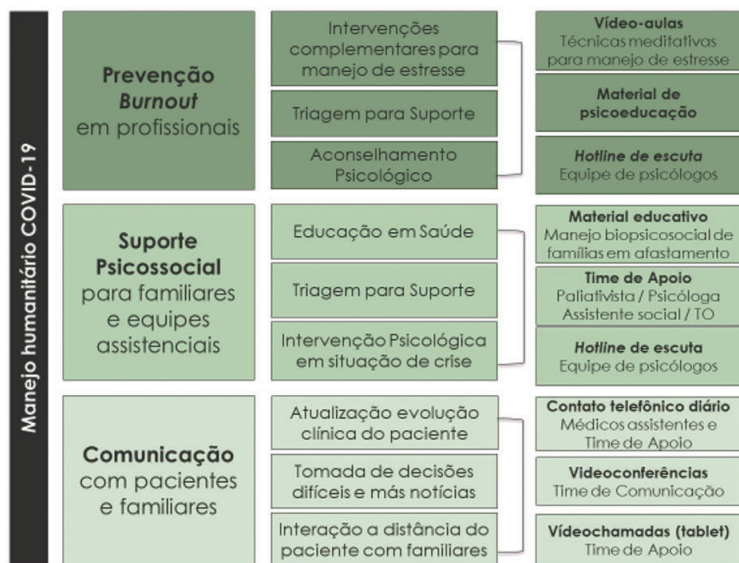 Manejo humanitário COVID-19
Prevenção
Burnout
em profissionais
Intervenções
complementares para
manejo de estresse
Triagem para Suporte
Aconselhamento
Psicológico
Vídeo-aulas
Técnicas meditativas
para manejo de estresse
Material de
psicoeducação
Hotline de escuta
Equipe de psicólogos
Suporte
Psicossocial
para familiares
e equipes
assistenciais
Educação em Saúde
Triagem para Suporte
Intervenção Psicológica
em situação de crise
Material educativo
Manejo biopsicosocial de
famílias em afastamento
Time de Apoio
Paliativista / Psicóloga
Assistente social / TO
Hotline de escuta
Equipe de psicólogos
Comunicação
com pacientes
e familiares
Atualização evolução
clínica do paciente
Tomada de decisões
difíceis e más notícias
Interação a distância do
paciente com familiares
Contato telefônico diário
Médicos assistentes e
Time de Apoio
Videoconferências
Time de Comunicação
Vídeochamadas (tablet)
Time de Apoio